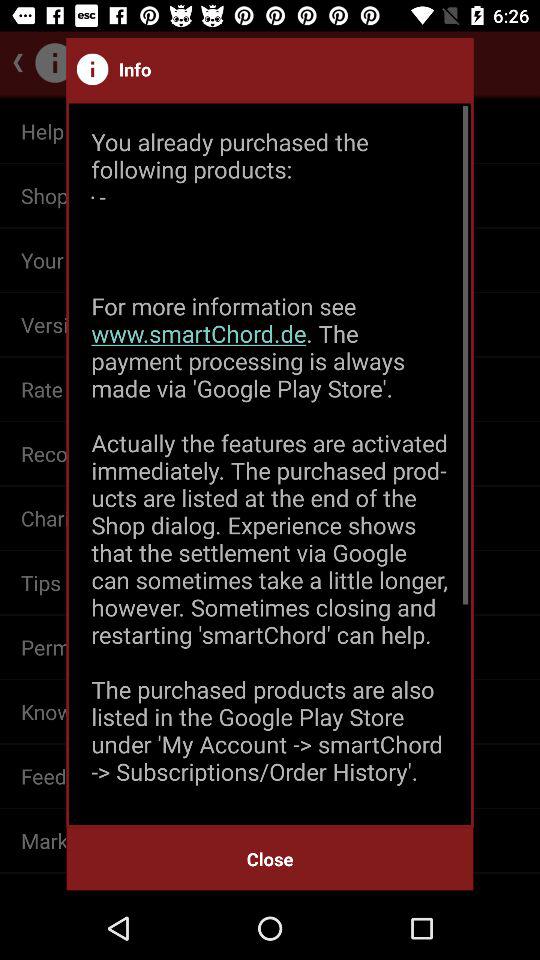 esc
6:26
Info
You already purchased the
following products:
· -
For more information see
www.smartChord.de. The
payment processing is always
made via 'Google Play Store'.
Actually the features are activated
immediately. The purchased prod-
ucts are listed at the end of the
Shop dialog. Experience shows
that the settlement via Google
can sometimes take a little longer,
however. Sometimes closing and
restarting 'smartChord' can help.
The purchased products are also
listed in the Google Play Store
under 'My Account -> smartChord
-> Subscriptions/Order History'.
Close
Help
Shop
Your
Versi
Rate
Reco
Char
Tips
Perm
Know
Feed
Mark